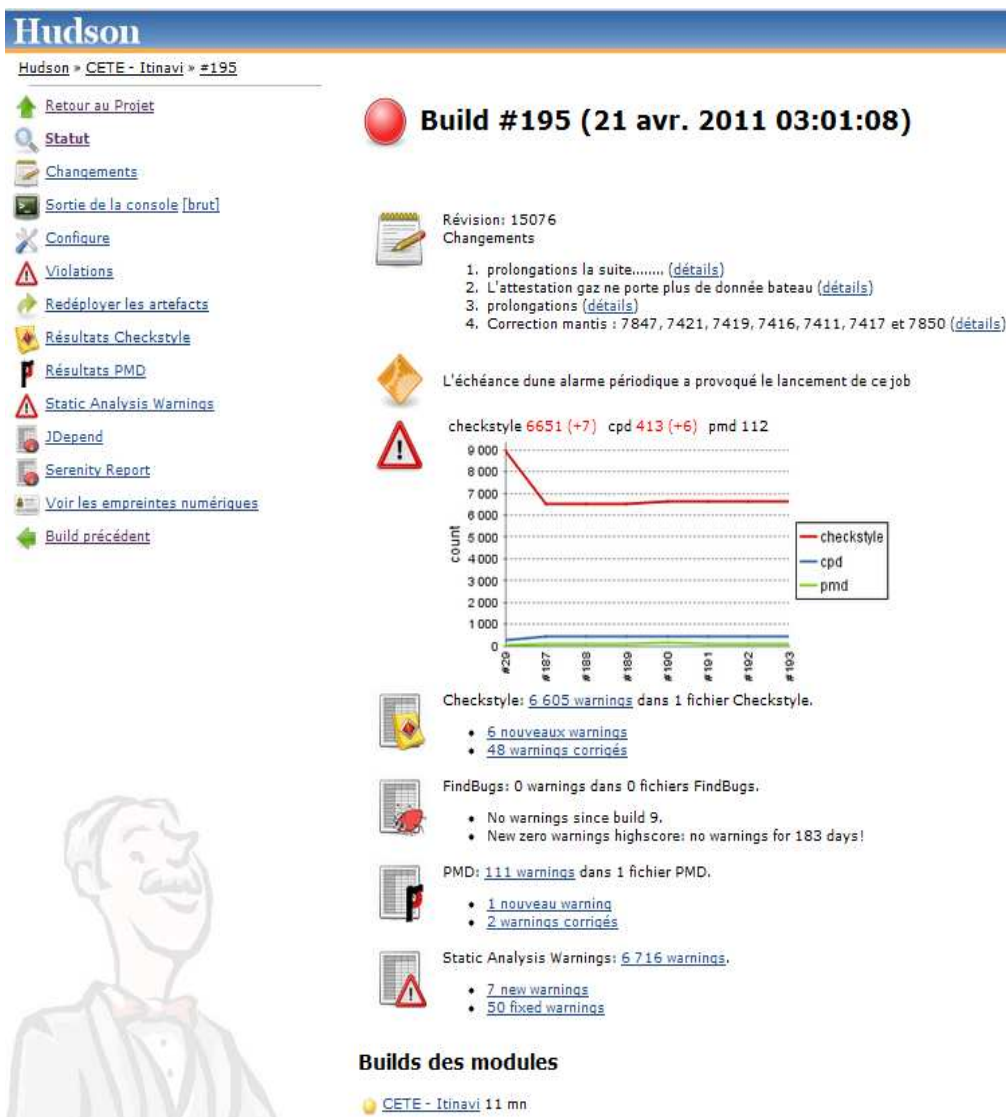 Hudson
Hudson » CETE - Itinavi » #195
Retour au Projet
Statut
Changements
Sortie de la console [brut]
Configure
Violations
Redéployer les artefacts
Résultats Checkstyle
Résultats PMD
Static Analysis Warnings
JDepend
Serenity Report
Voir les empreintes numériques
Build précédent
Build #195 (21 avr. 2011 03:01:08)
Révision: 15076
Changements
1. prolongations la suite........ (détails)
2. L'attestation gaz ne porte plus de donnée bateau (détails)
3. prolongations (détails)
4. Correction mantis : 7847, 7421, 7419, 7416, 7411, 7417 et 7850 (détails)
L'échéance dune alarme périodique a provoqué le lancement de ce job
checkstyle 6651 (+7) cpd 413 (+6) pmd 112
9 000
8 000
7 000
6 000
5 000
4 000
3 000
2 000
1 000
0
count
#29
#187
#188
#189
#190
#191
#192
#193
checkstyle
cpd
pmd
Checkstyle: 6 605 warnings dans 1 fichier Checkstyle.
• 6 nouveaux warnings
• 48 warnings corrigés
FindBugs: 0 warnings dans 0 fichiers FindBugs.
• No warnings since build 9.
• New zero warnings highscore: no warnings for 183 days!
PMD: 111 warnings dans 1 fichier PMD.
• 1 nouveau warning
• 2 warnings corrigés
Static Analysis Warnings: 6 716 warnings.
• 7 new warnings
• 50 fixed warnings
Builds des modules
CETE - Itinavi 11 mn